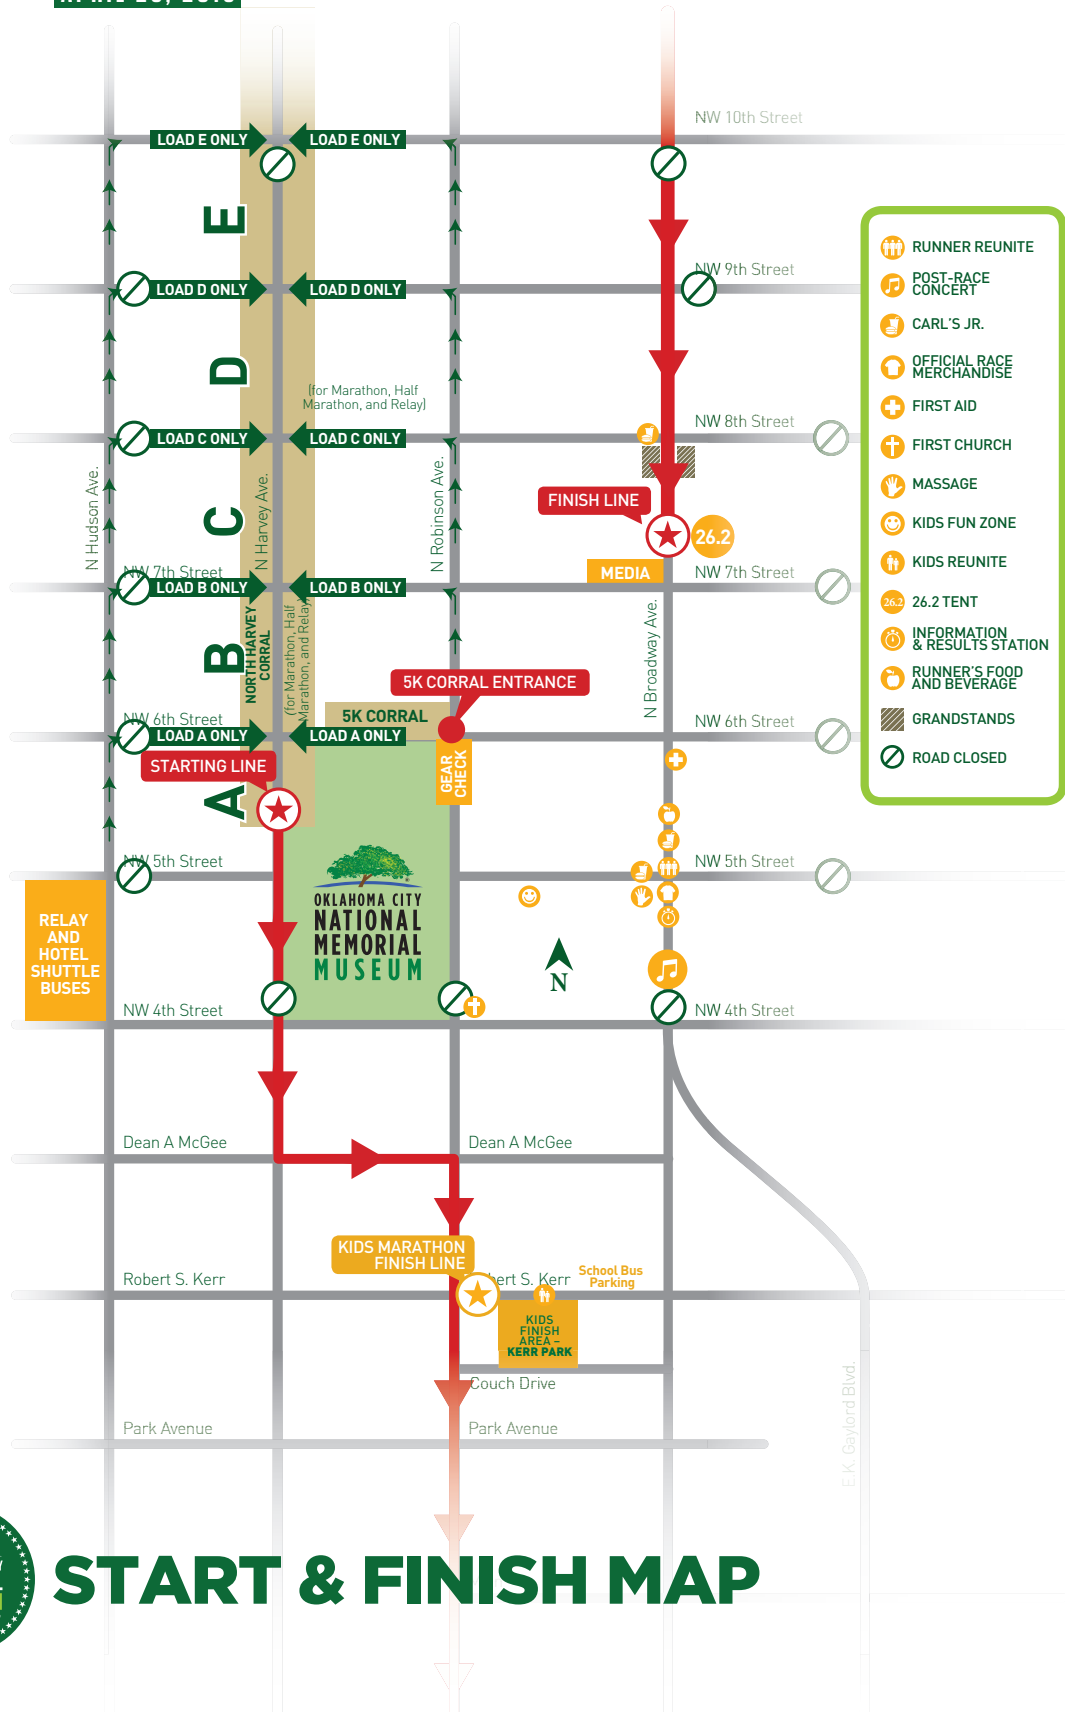 NW 10th Street
LOAD E ONLY
LOAD E ONLY
E
NW 9th Street
LOAD D ONLY
LOAD D ONLY
D
(for Marathon, Half
Marathon, and Relay)
NW 8th Street
LOAD C ONLY
LOAD C ONLY
N Hudson Ave.
C
N Harvey Ave.
N Robinson Ave.
FINISH LINE
26.2
MEDIA
NW 7th Street
NW 7th Street
LOAD B ONLY
LOAD B ONLY
B
NORTH HARVEY
CORRAL
(for Marathon, Half
Marathon, and Relay)
N Broadway Ave.
5K CORRAL ENTRANCE
5K CORRAL
NW 6th Street
NW 6th Street
LOAD A ONLY
LOAD A ONLY
STARTING LINE
GEAR
CHECK
A
NW 5th Street
NW 5th Street
OKLAHOMA CITY
NATIONAL
MEMORIAL
MUSEUM
RELAY
AND
HOTEL
SHUTTLE
BUSES
N
NW 4th Street
NW 4th Street
Dean A McGee
Dean A McGee
KIDS MARATHON
FINISH LINE
Robert S. Kerr
bert S. Kerr
School Bus
Parking
KIDS
FINISH
AREA –
KERR PARK
Couch Drive
Park Avenue
Park Avenue
E.K. Gaylord Blvd.
RUNNER REUNITE
POST-RACE
CONCERT
CARL'S JR.
OFFICIAL RACE
MERCHANDISE
FIRST AID
FIRST CHURCH
MASSAGE
KIDS FUN ZONE
KIDS REUNITE
26.2
26.2 TENT
INFORMATION
& RESULTS STATION
RUNNER'S FOOD
AND BEVERAGE
GRANDSTANDS
ROAD CLOSED
START & FINISH MAP